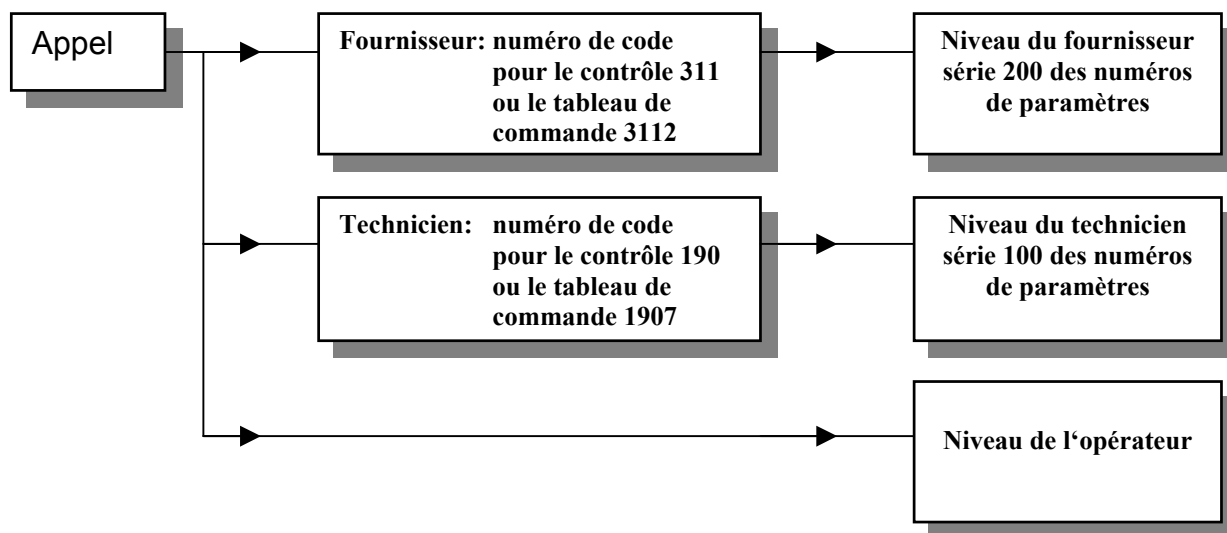 Appel
Fournisseur: numéro de code
pour le contrôle 311
ou le tableau de
commande 3112
Niveau du fournisseur
série 200 des numéros
de paramètres
Technicien: numéro de code
pour le contrôle 190
ou le tableau de
commande 1907
Niveau du technicien
série 100 des numéros
de paramètres
Niveau de l‘opérateur